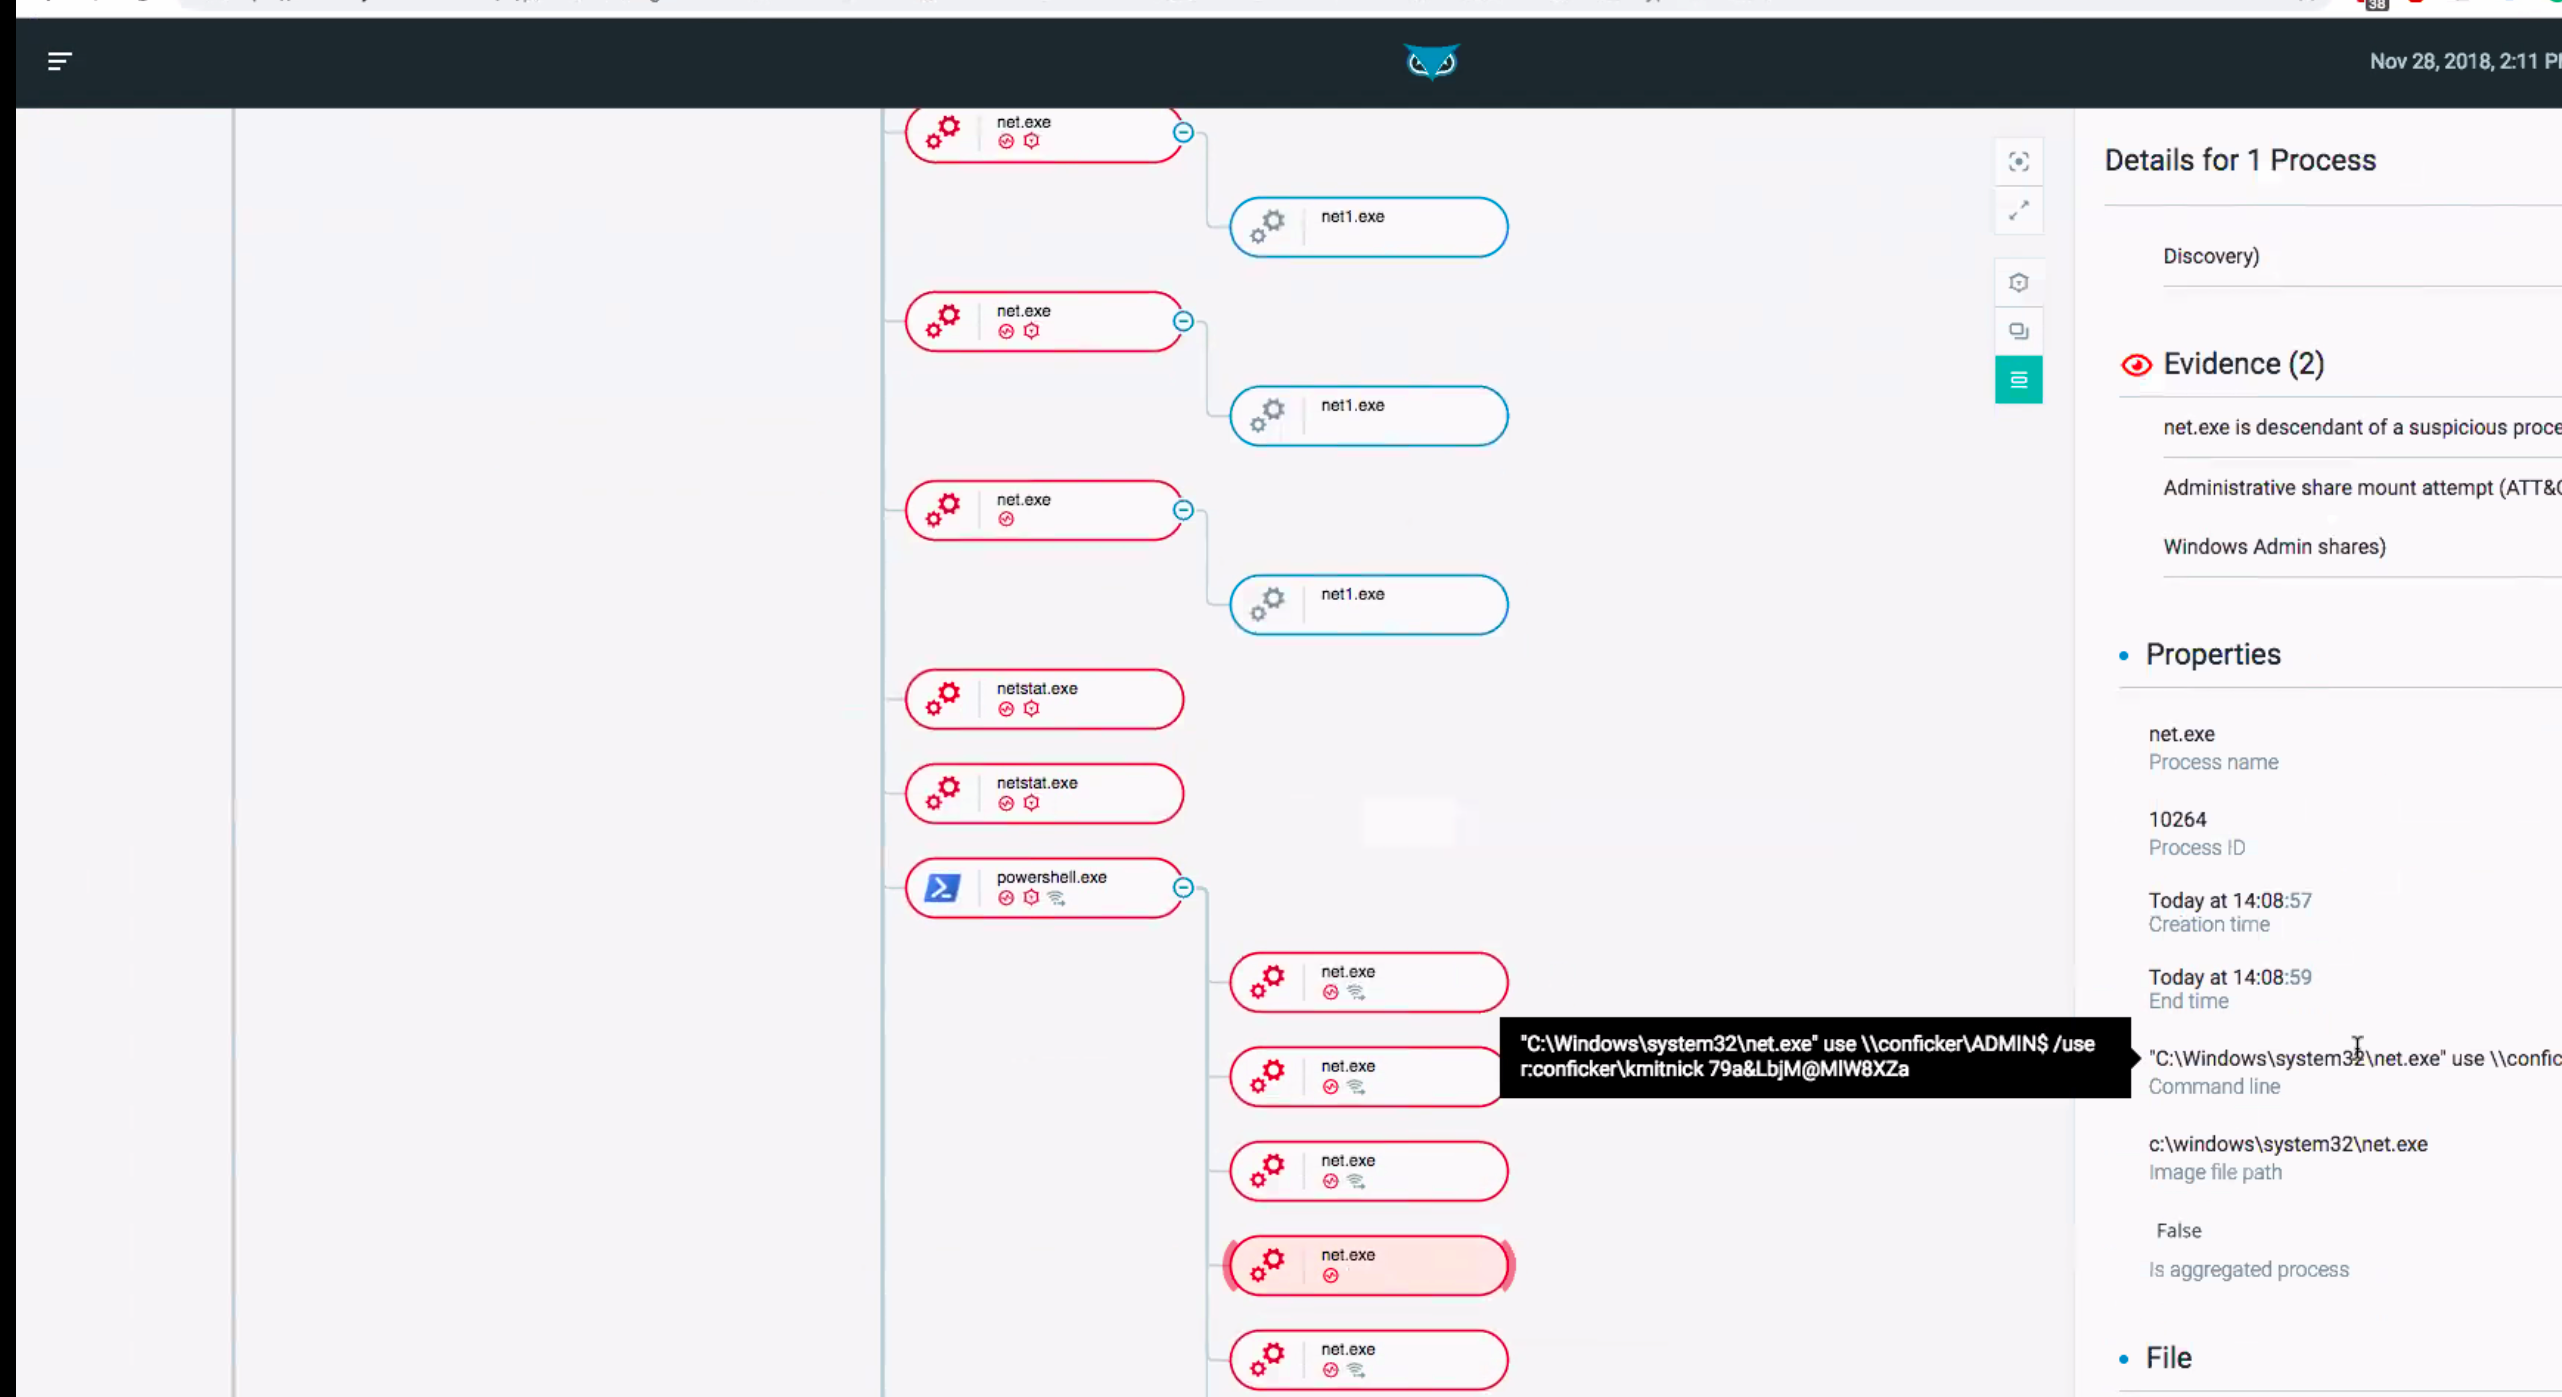 38
Nov 28, 2018, 2:11 P
net.exe
net1.exe
net.exe
net1.exe
net.exe
net1.exe
netstat.exe
netstat.exe
powershell.exe
net.exe
net.exe
net.exe
net.exe
net.exe
"C:\Windows\system32\net.exe" use \\conficker\ADMIN$ /use
r:conficker\kmitnick 79a&LbjM@MlW8XZa
Details for 1 Process
Discovery)
Evidence (2)
net.exe is descendant of a suspicious proce
Administrative share mount attempt (ATT&C
Windows Admin shares)
Properties
net.exe
Process name
10264
Process ID
Today at 14:08:57
Creation time
Today at 14:08:59
End time
"C:\Windows\system32\net.exe" use \\confic
Command line
c:\windows\system32\net.exe
Image file path
False
Is aggregated process
File